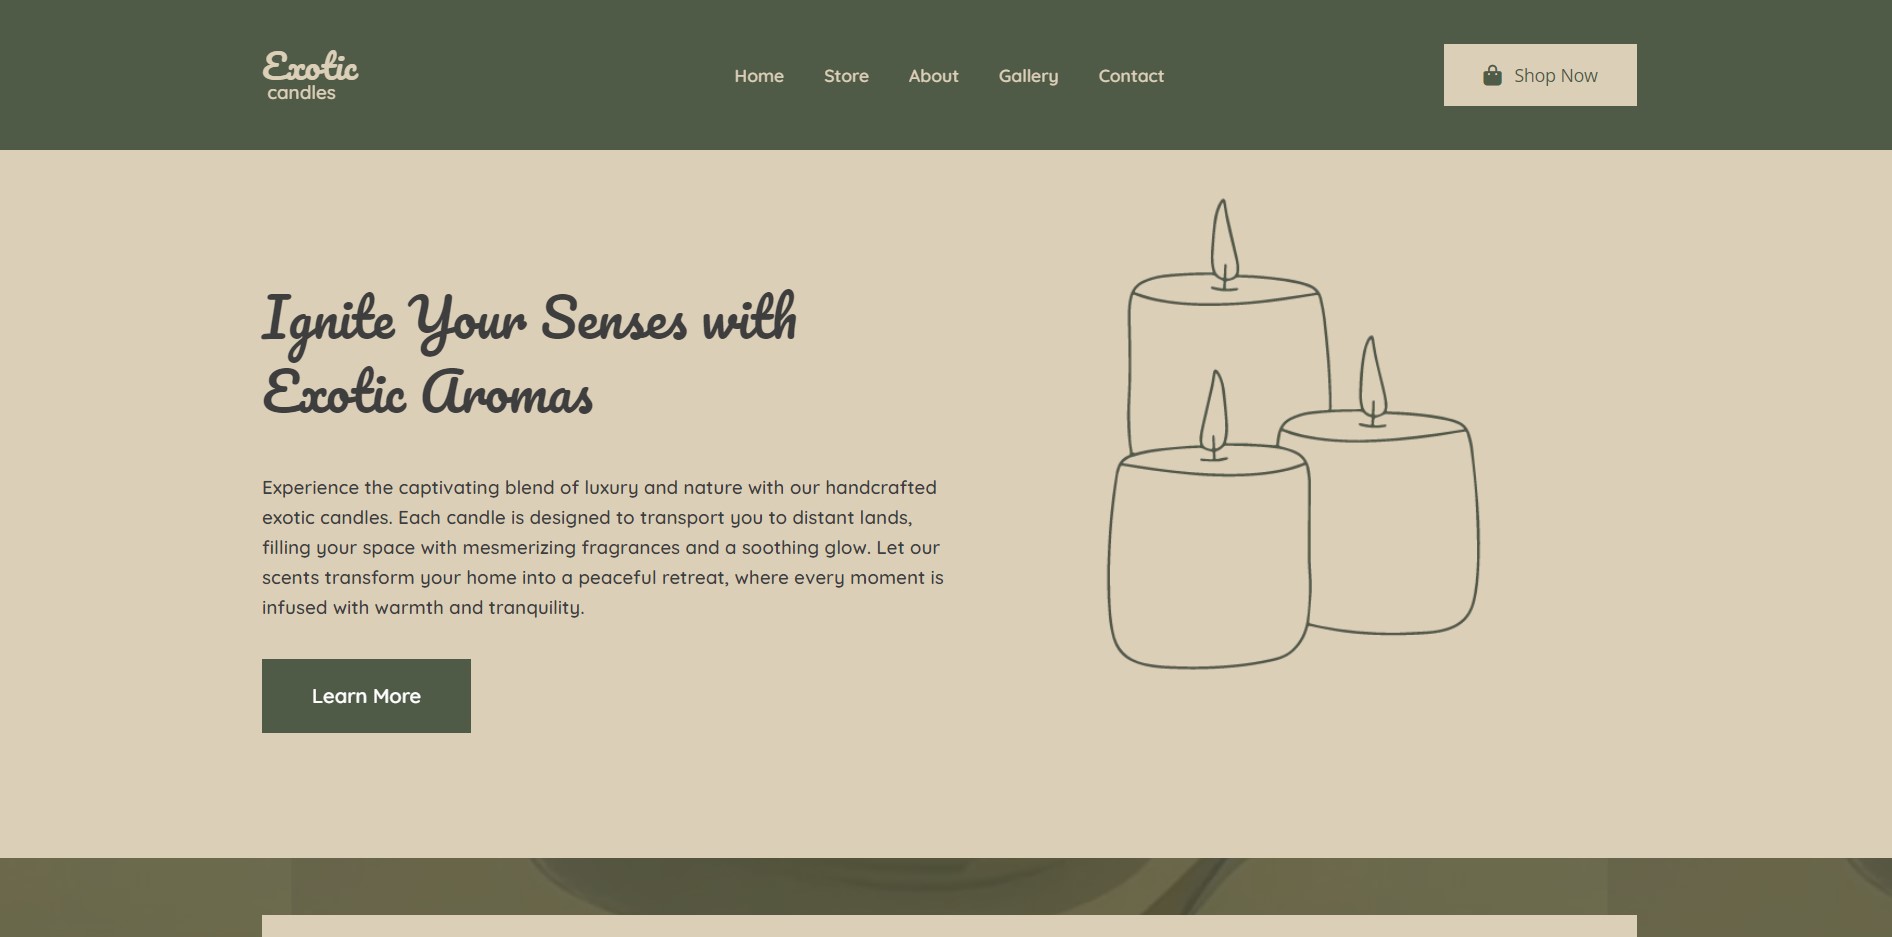 Exotic
candles
Home
Store
About
Gallery
Contact
Shop Now
Ignite Your Senses with
Exotic Aromas
Experience the captivating blend of luxury and nature with our handcrafted
exotic candles. Each candle is designed to transport you to distant lands,
filling your space with mesmerizing fragrances and a soothing glow. Let our
scents transform your home into a peaceful retreat, where every moment is
infused with warmth and tranquility.
Learn More